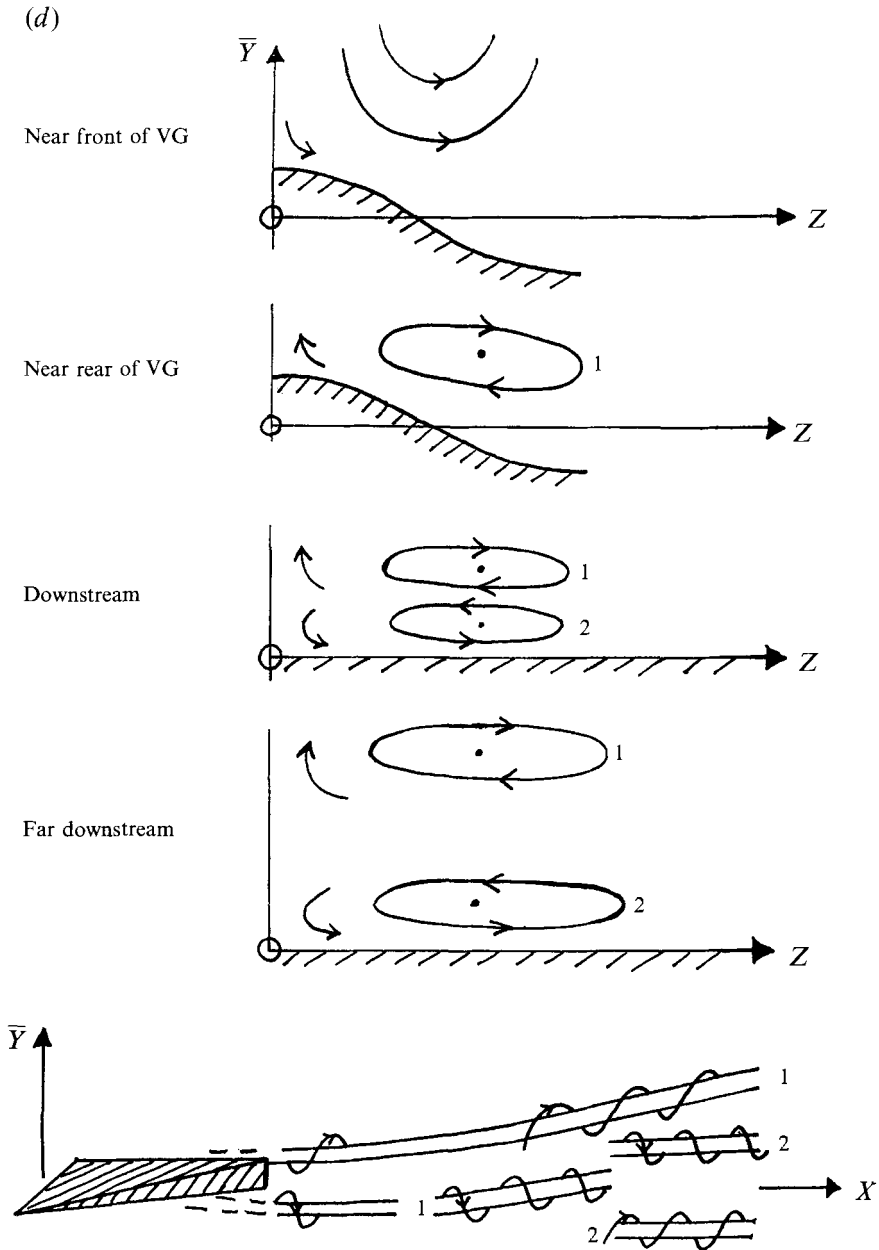 (d)
Y̅
Near front of VG
Z
Near rear of VG
1
Z
Downstream
1
2
Z
1
Far downstream
2
Z
Y̅
1
2
1
X
2